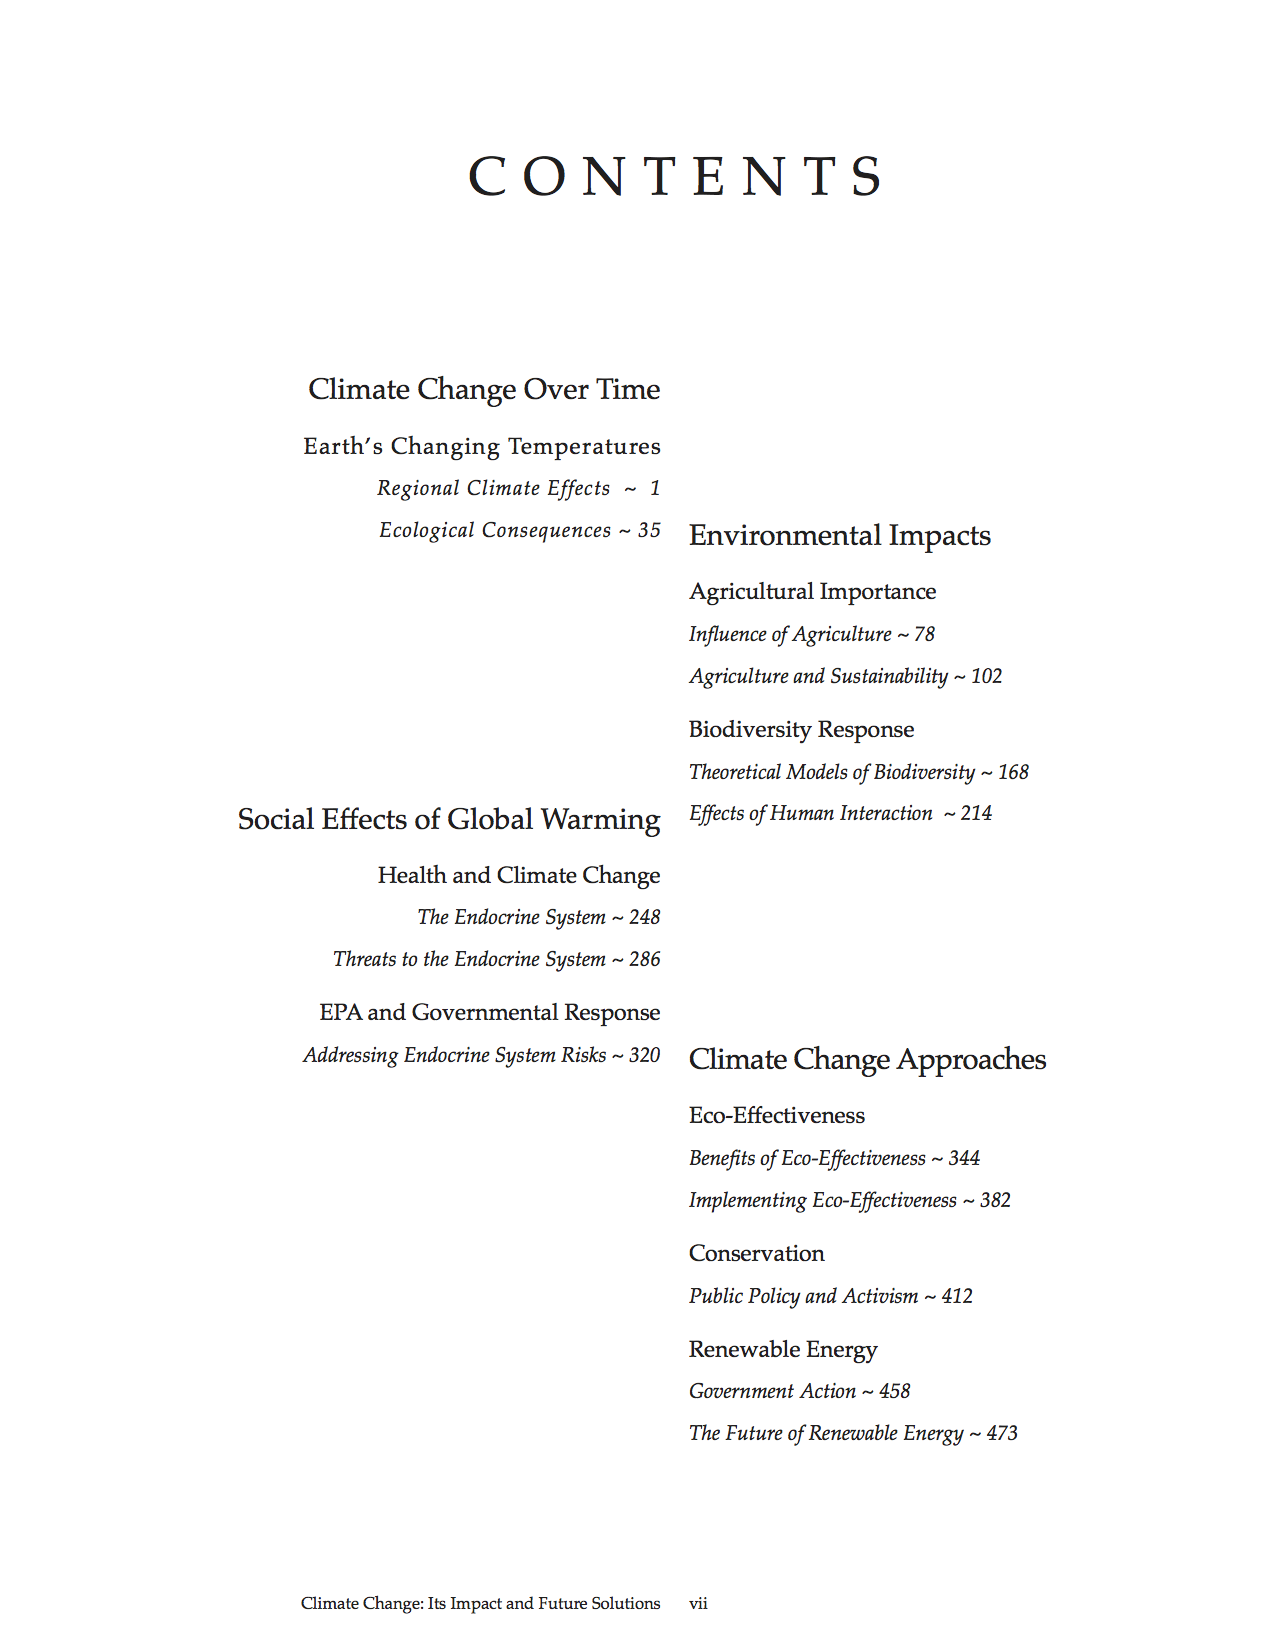 CONTENTS
Climate Change Over Time
Earth’s Changing Temperatures
Regional Climate Effects ~ 1
Ecological Consequences ~ 35
Environmental Impacts
Agricultural Importance
Influence of Agriculture ~ 78
Agriculture and Sustainability ~ 102
Biodiversity Response
Theoretical Models of Biodiversity ~ 168
Effects of Human Interaction ~ 214
Social Effects of Global Warming
Health and Climate Change
The Endocrine System ~ 248
Threats to the Endocrine System ~ 286
EPA and Governmental Response
Addressing Endocrine System Risks ~ 320
Climate Change Approaches
Eco-Effectiveness
Benefits of Eco-Effectiveness ~ 344
Implementing Eco-Effectiveness ~ 382
Conservation
Public Policy and Activism ~ 412
Renewable Energy
Government Action ~ 458
The Future of Renewable Energy ~ 473
Climate Change: Its Impact and Future Solutions vii